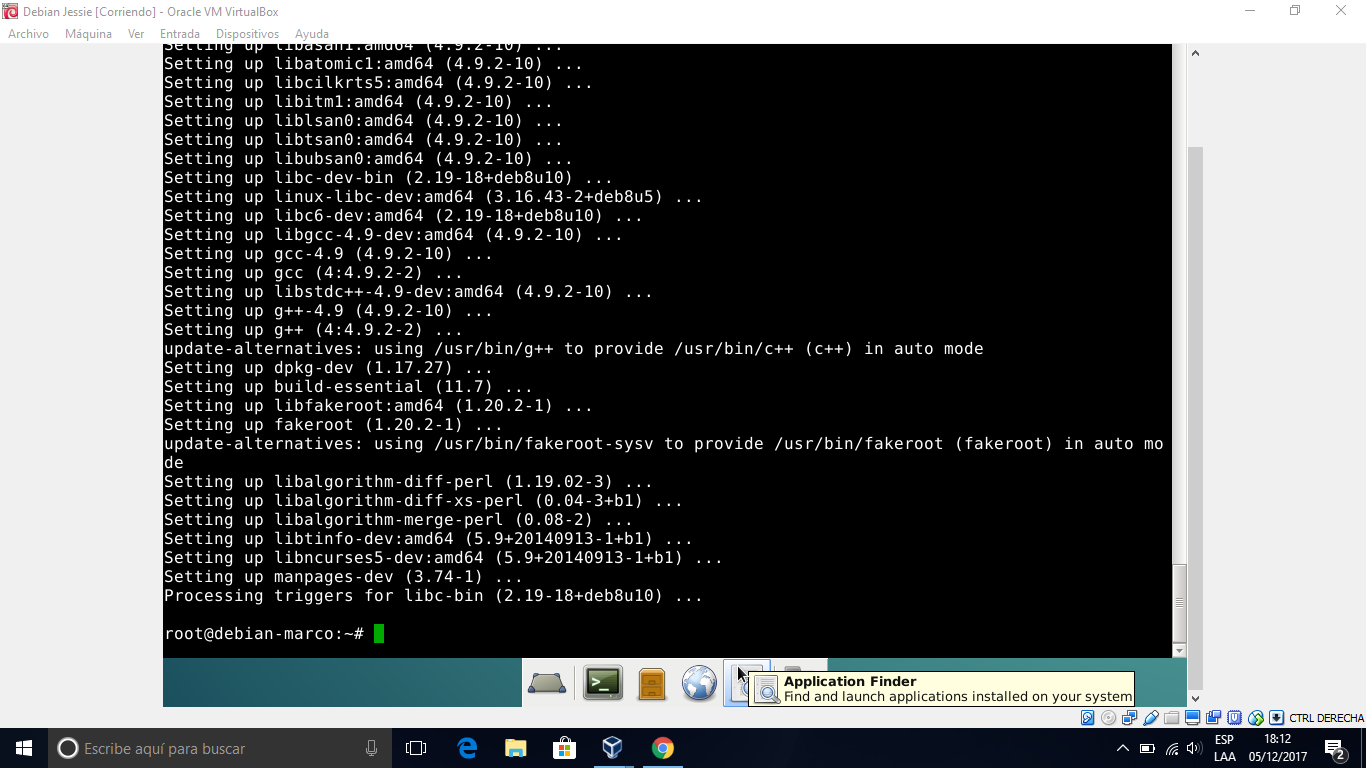 Debian Jessie [Corriendo] - Oracle VM VirtualBox
Archivo Máquina Ver Entrada Dispositivos Ayuda
Setting up libasan1:amd64 (4.9.2-10) ...
Setting up libatomic1:amd64 (4.9.2-10) ...
Setting up libcilkrts5:amd64 (4.9.2-10) ...
Setting up libitm1:amd64 (4.9.2-10) ...
Setting up liblsan0:amd64 (4.9.2-10) ...
Setting up libtsan0:amd64 (4.9.2-10) ...
Setting up libubsan0:amd64 (4.9.2-10) ...
Setting up libc-dev-bin (2.19-18+deb8u10) ...
Setting up linux-libc-dev:amd64 (3.16.43-2+deb8u5) ...
Setting up libc6-dev:amd64 (2.19-18+deb8u10) ...
Setting up libgcc-4.9-dev:amd64 (4.9.2-10) ...
Setting up gcc-4.9 (4.9.2-10) ...
Setting up gcc (4:4.9.2-2) ...
Setting up libstdc++-4.9-dev:amd64 (4.9.2-10) ...
Setting up g++-4.9 (4.9.2-10) ...
Setting up g++ (4:4.9.2-2) ...
update-alternatives: using /usr/bin/g++ to provide /usr/bin/c++ (c++) in auto mode
Setting up dpkg-dev (1.17.27) ...
Setting up build-essential (11.7) ...
Setting up libfakeroot:amd64 (1.20.2-1) ...
Setting up fakeroot (1.20.2-1) ...
update-alternatives: using /usr/bin/fakeroot-sysv to provide /usr/bin/fakeroot (fakeroot) in auto mo
de
Setting up libalgorithm-diff-perl (1.19.02-3) ...
Setting up libalgorithm-diff-xs-perl (0.04-3+b1) ...
Setting up libalgorithm-merge-perl (0.08-2) ...
Setting up libtinfo-dev:amd64 (5.9+20140913-1+b1) ...
Setting up libncurses5-dev:amd64 (5.9+20140913-1+b1) ...
Setting up manpages-dev (3.74-1) ...
Processing triggers for libc-bin (2.19-18+deb8u10) ...
root@debian-marco:~#
Application Finder
Find and launch applications installed on your system
CTRL DERECHA
Escribe aquí para buscar
ESP
LAA
18:12
05/12/2017
2